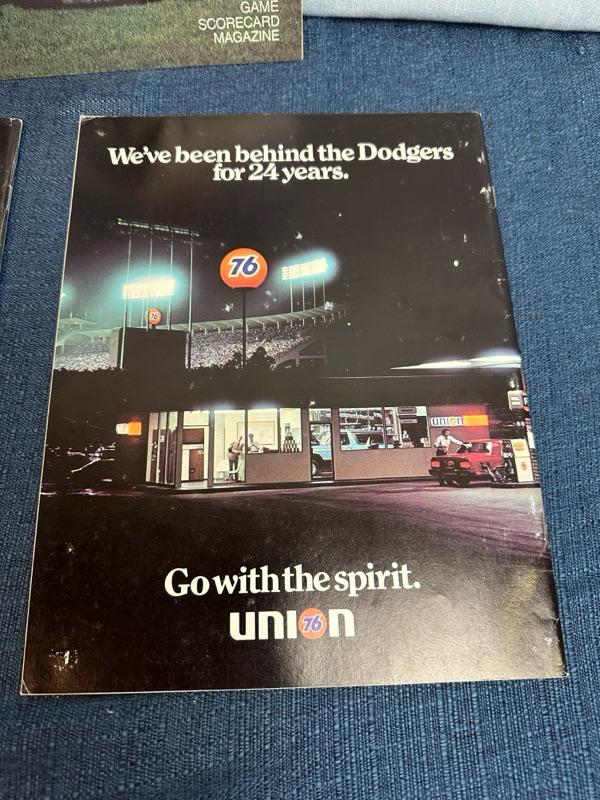 GAME
SCORECARD
MAGAZINE
We've been behind the Dodgers
for 24 years.
76
76
union
Go with the spirit.
union
76